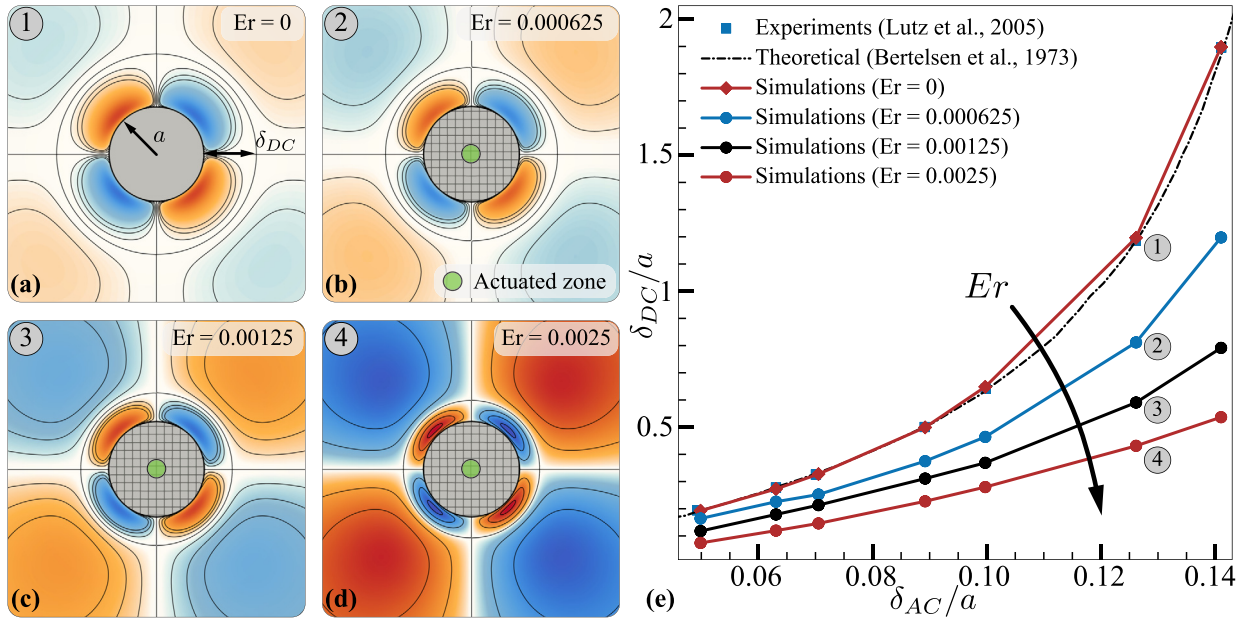 1
Er = 0
a
δ_DC
(a)
2
Er = 0.000625
Actuated zone
(b)
3
Er = 0.00125
(c)
4
Er = 0.0025
(d)
Experiments (Lutz et al., 2005)
Theoretical (Bertelsen et al., 1973)
Simulations (Er = 0)
Simulations (Er = 0.000625)
Simulations (Er = 0.00125)
Simulations (Er = 0.0025)
2
1.5
1
0.5
δ_DC/a
Er
1
2
3
4
0.06
0.08
0.10
0.12
0.14
δ_AC/a
(e)